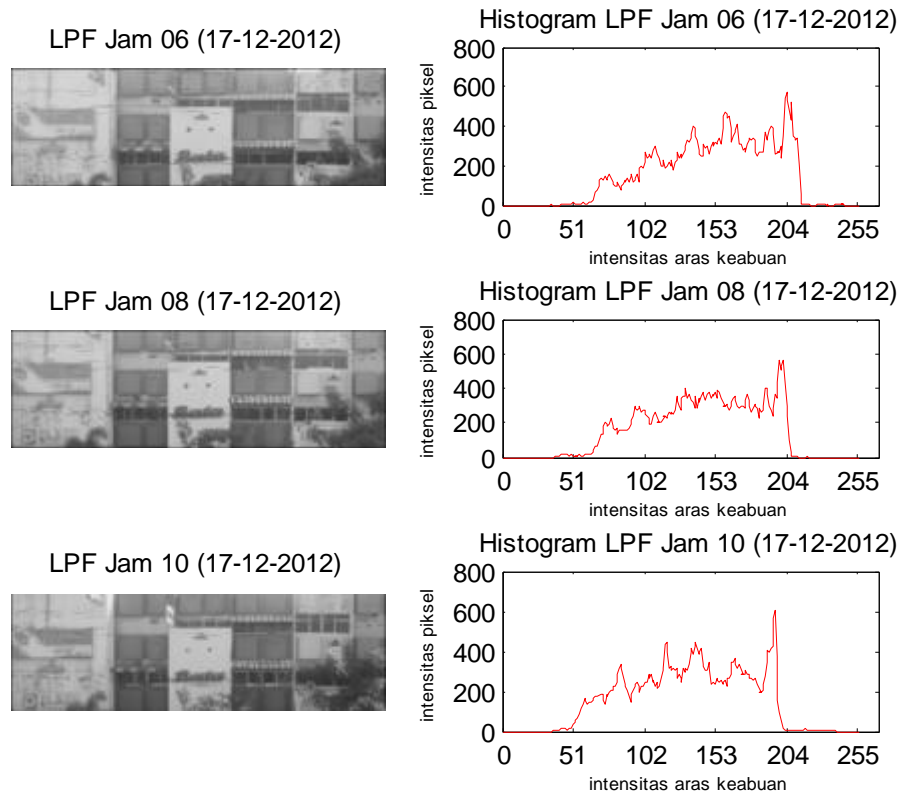 LPF Jam 06 (17-12-2012)
Histogram LPF Jam 06 (17-12-2012)
intensitas piksel
800
600
400
200
0
0 51 102 153 204 255
intensitas aras keabuan
LPF Jam 08 (17-12-2012)
Histogram LPF Jam 08 (17-12-2012)
intensitas piksel
800
600
400
200
0
0 51 102 153 204 255
intensitas aras keabuan
LPF Jam 10 (17-12-2012)
Histogram LPF Jam 10 (17-12-2012)
intensitas piksel
800
600
400
200
0
0 51 102 153 204 255
intensitas aras keabuan